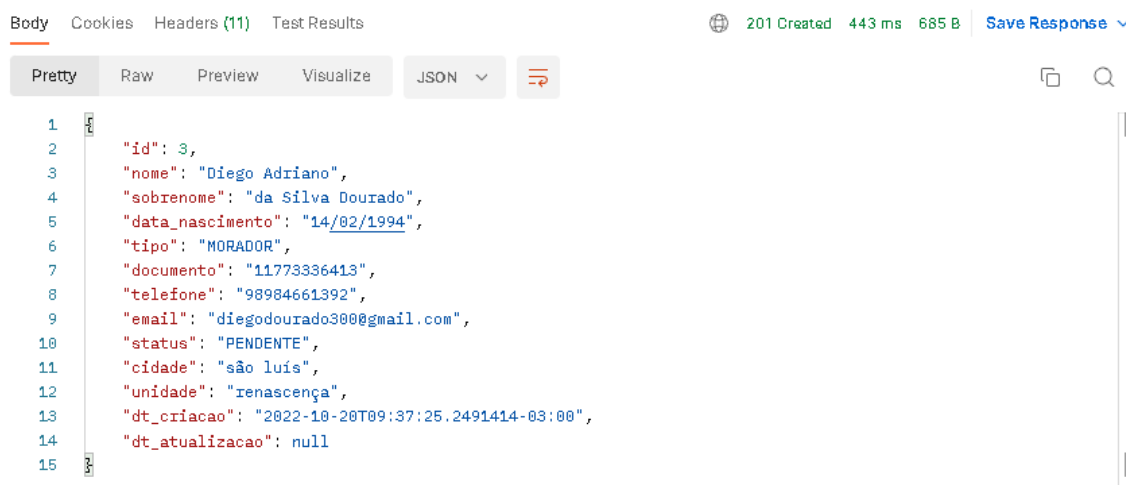 Body Cookies Headers (11) Test Results 201 Created 443 ms 685 B Save Response
Pretty Raw Preview Visualize JSON
1 {
2 "id": 3,
3 "nome": "Diego Adriano",
4 "sobrenome": "da Silva Dourado",
5 "data_nascimento": "14/02/1994",
6 "tipo": "MORADOR",
7 "documento": "11773336413",
8 "telefone": "98984661392",
9 "email": "diegodourado300@gmail.com",
10 "status": "PENDENTE",
11 "cidade": "são luís",
12 "unidade": "renascença",
13 "dt_criacao": "2022-10-20T09:37:25.2491414-03:00",
14 "dt_atualizacao": null
15 }